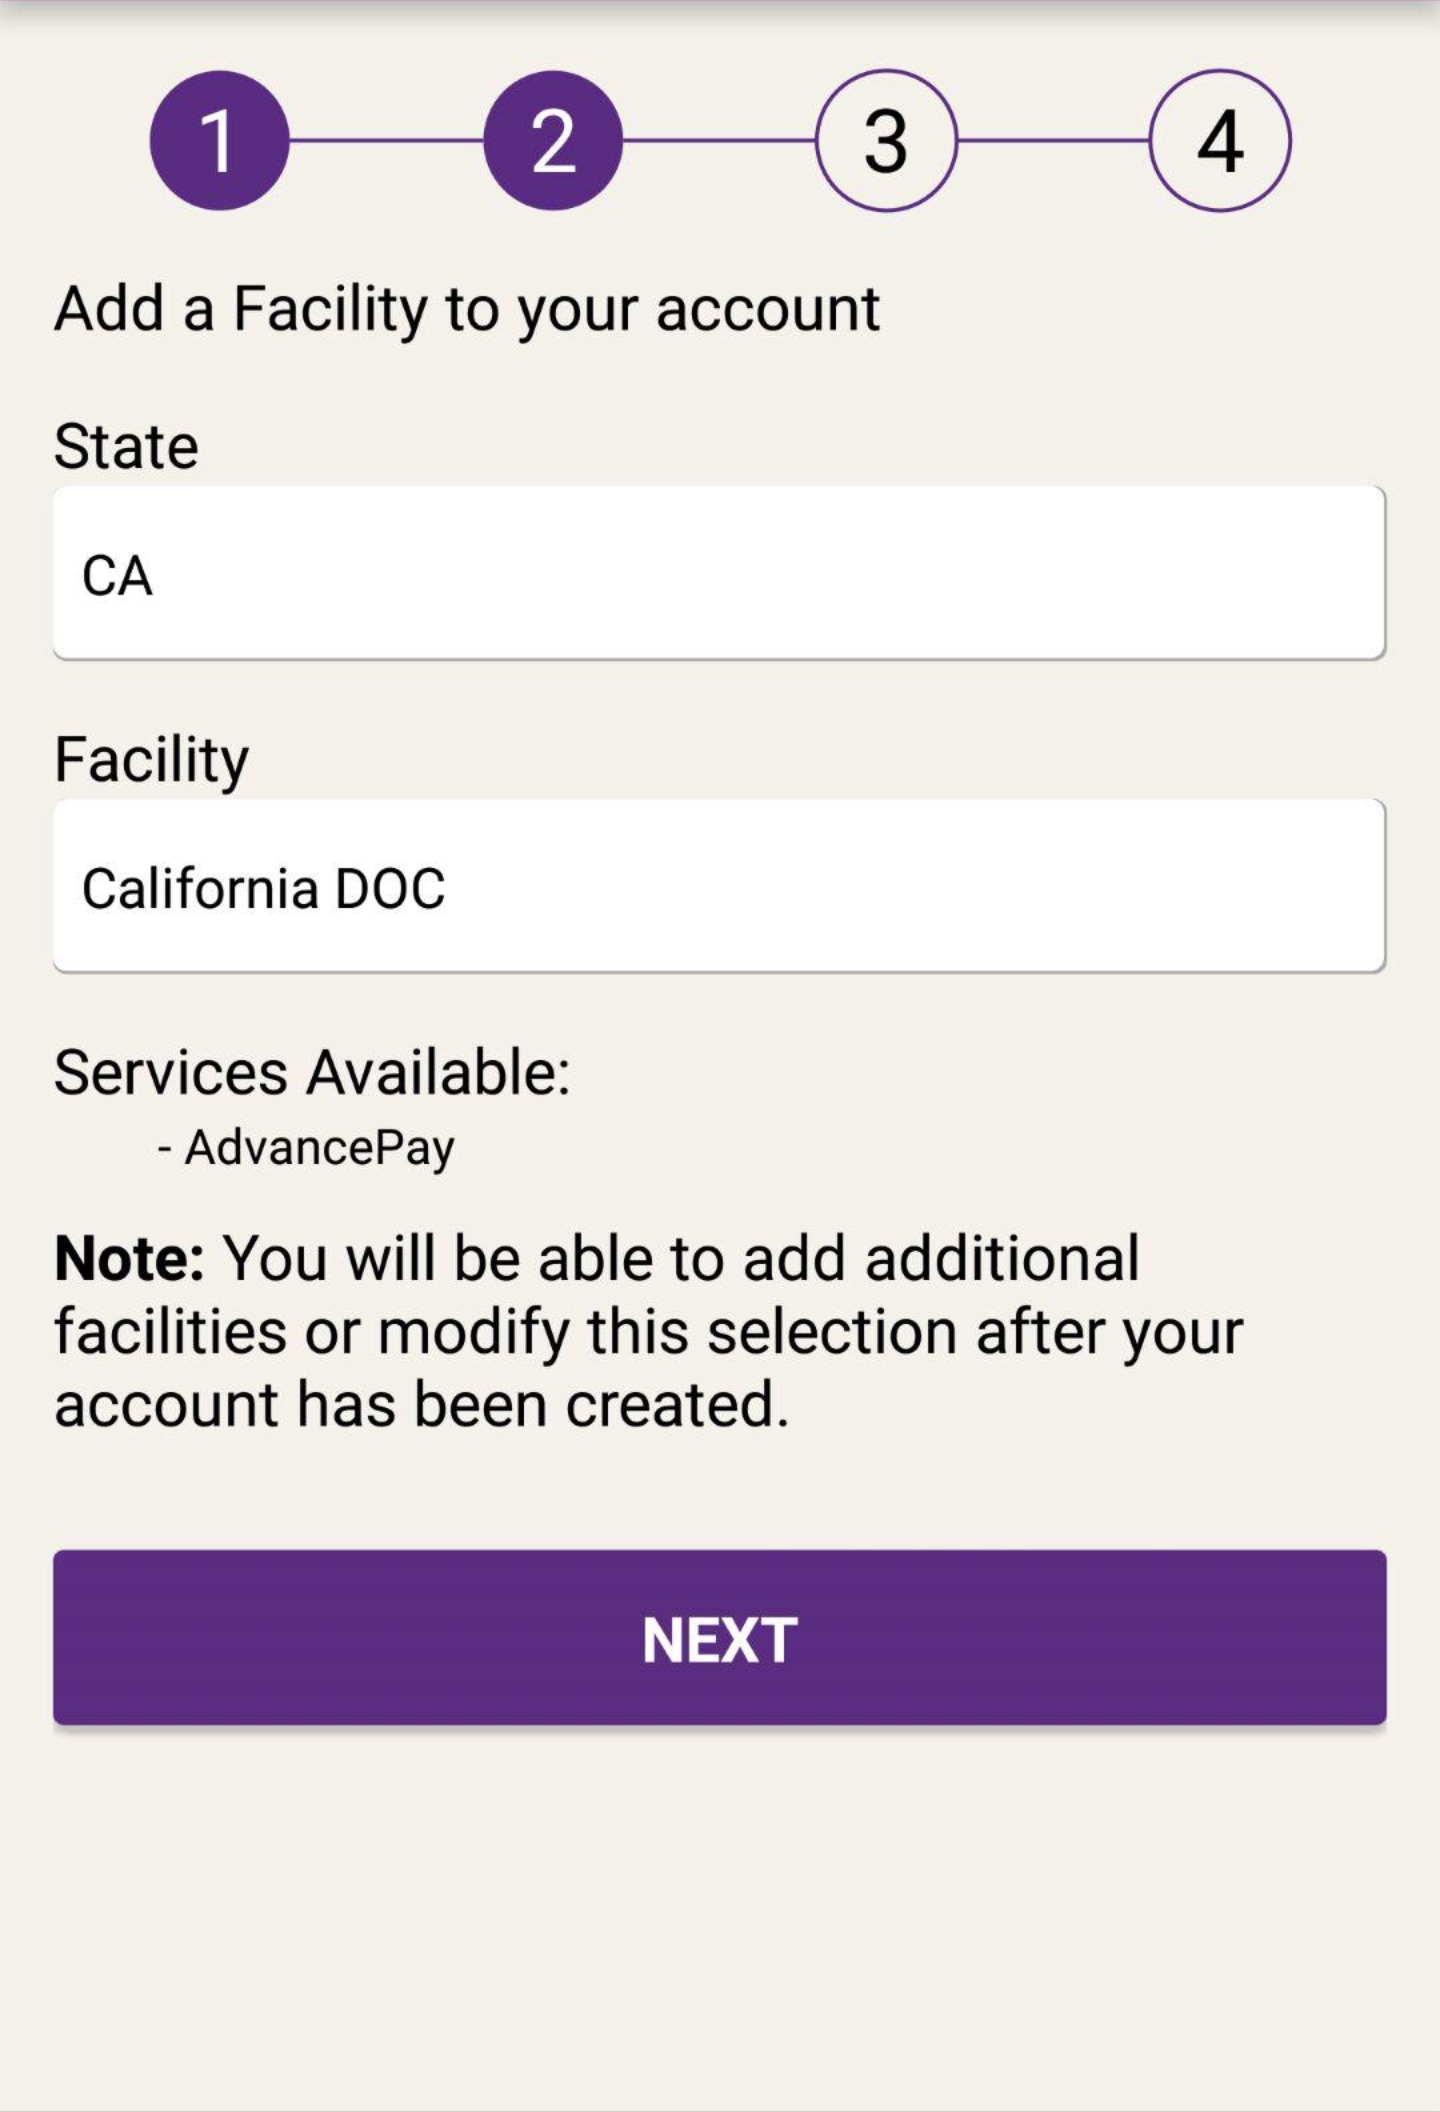 1 2 3 4
Add a Facility to your account
State
CA
Facility
California DOC
Services Available:
- AdvancePay
Note: You will be able to add additional
facilities or modify this selection after your
account has been created.
NEXT